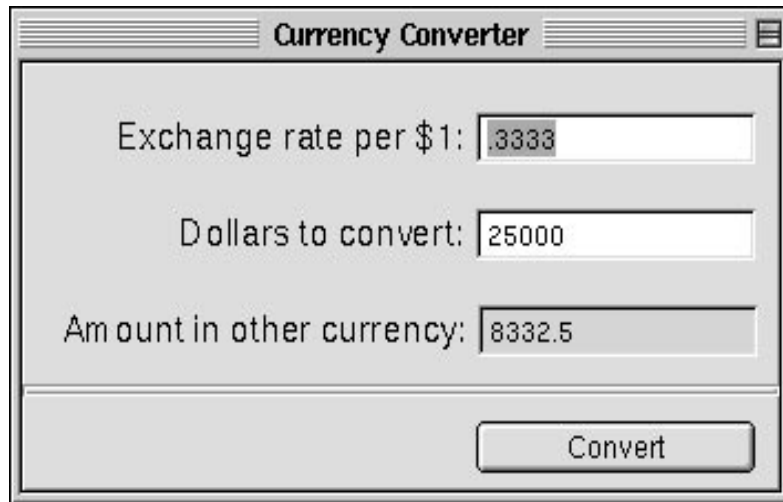 Currency Converter
Exchange rate per $1: .3333
Dollars to convert: 25000
Amount in other currency: 8332.5
Convert